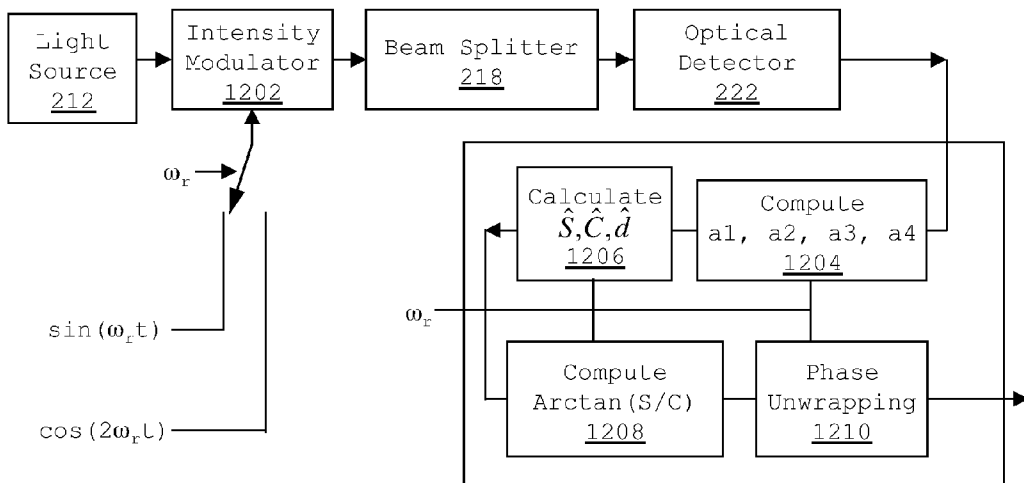 Light
Source
212
Intensity
Modulator
1202
Beam Splitter
218
Optical
Detector
222
ωᵣ
Calculate
Ŝ,Ĉ,d̂
1206
Compute
a1, a2, a3, a4
1204
sin(ωᵣt)
ωᵣ
Compute
Arctan(S/C)
1208
Phase
Unwrapping
1210
cos(2ωᵣt)